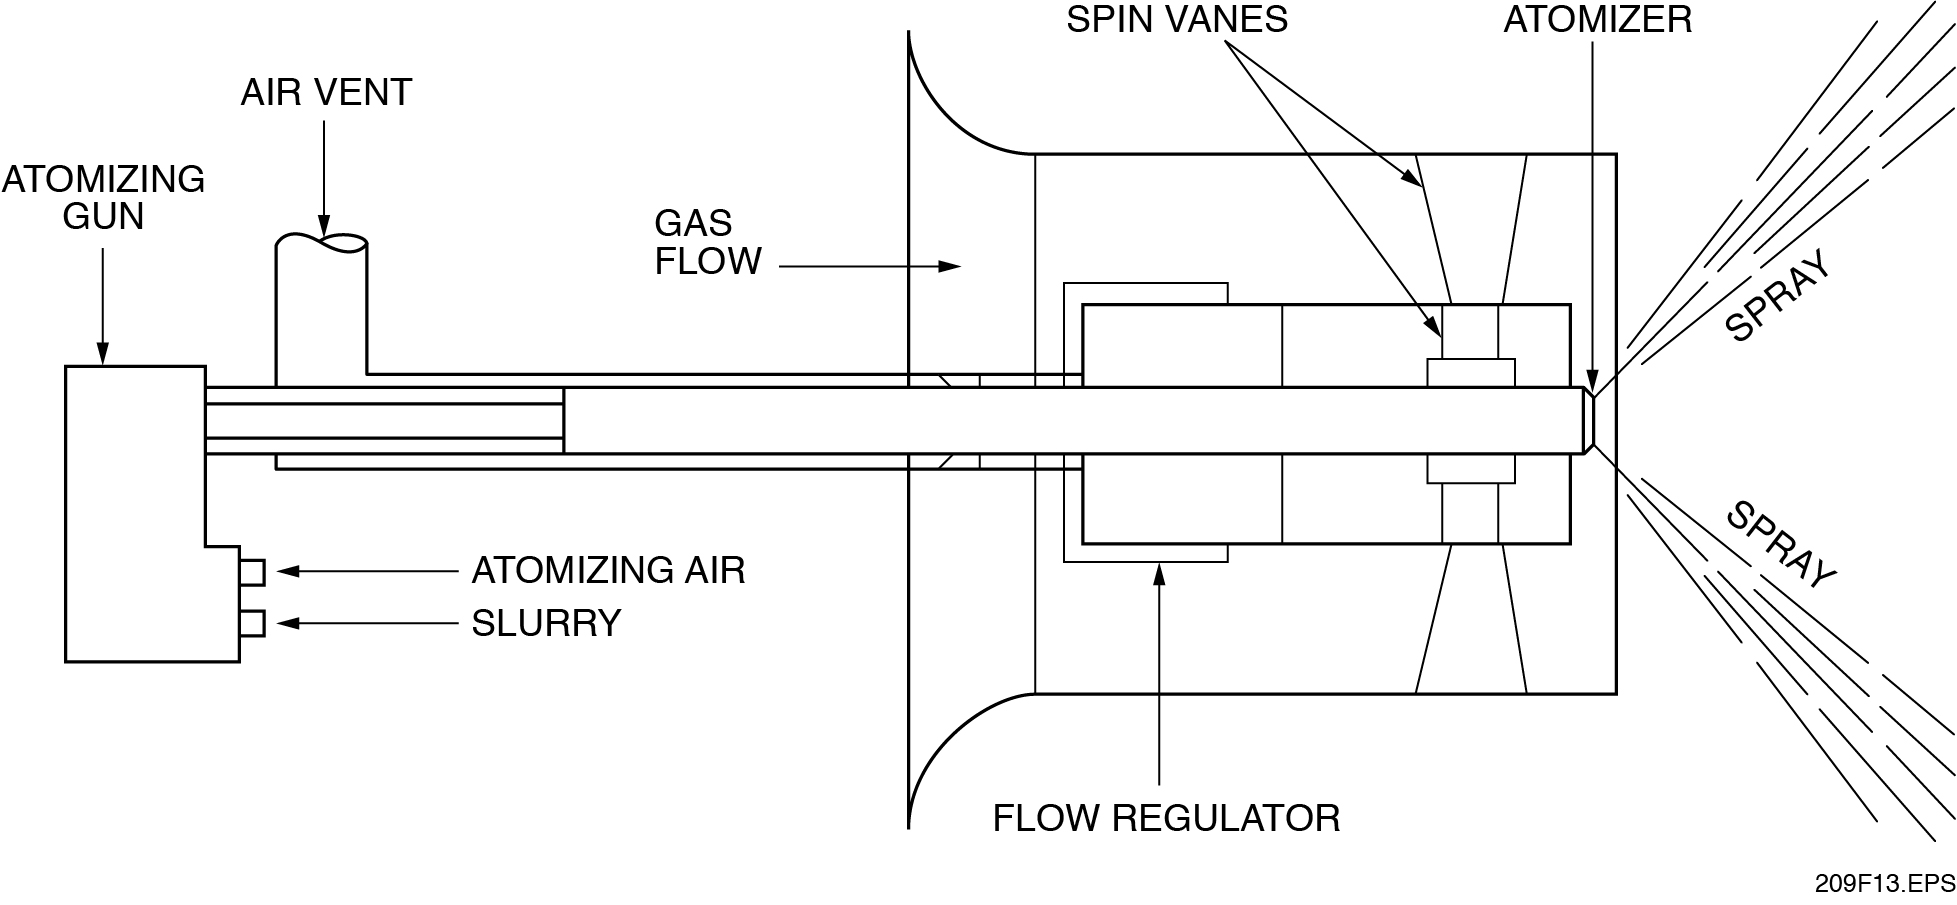 SPIN VANES
ATOMIZER
AIR VENT
ATOMIZING
GUN
GAS
FLOW
SPRAY
SPRAY
ATOMIZING AIR
SLURRY
FLOW REGULATOR
209F13.EPS